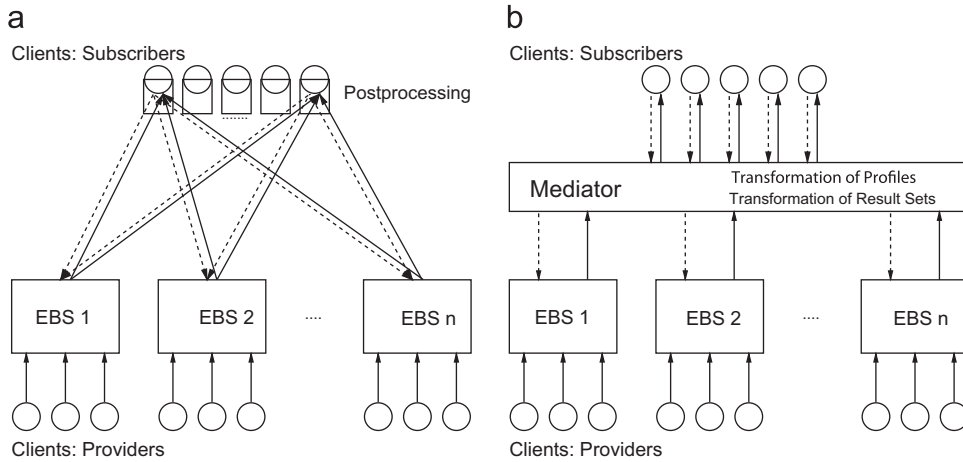 a
Clients: Subscribers
Postprocessing
.......
EBS 1
EBS 2
....
EBS n
Clients: Providers
b
Clients: Subscribers
Mediator
Transformation of Profiles
Transformation of Result Sets
EBS 1
EBS 2
....
EBS n
Clients: Providers